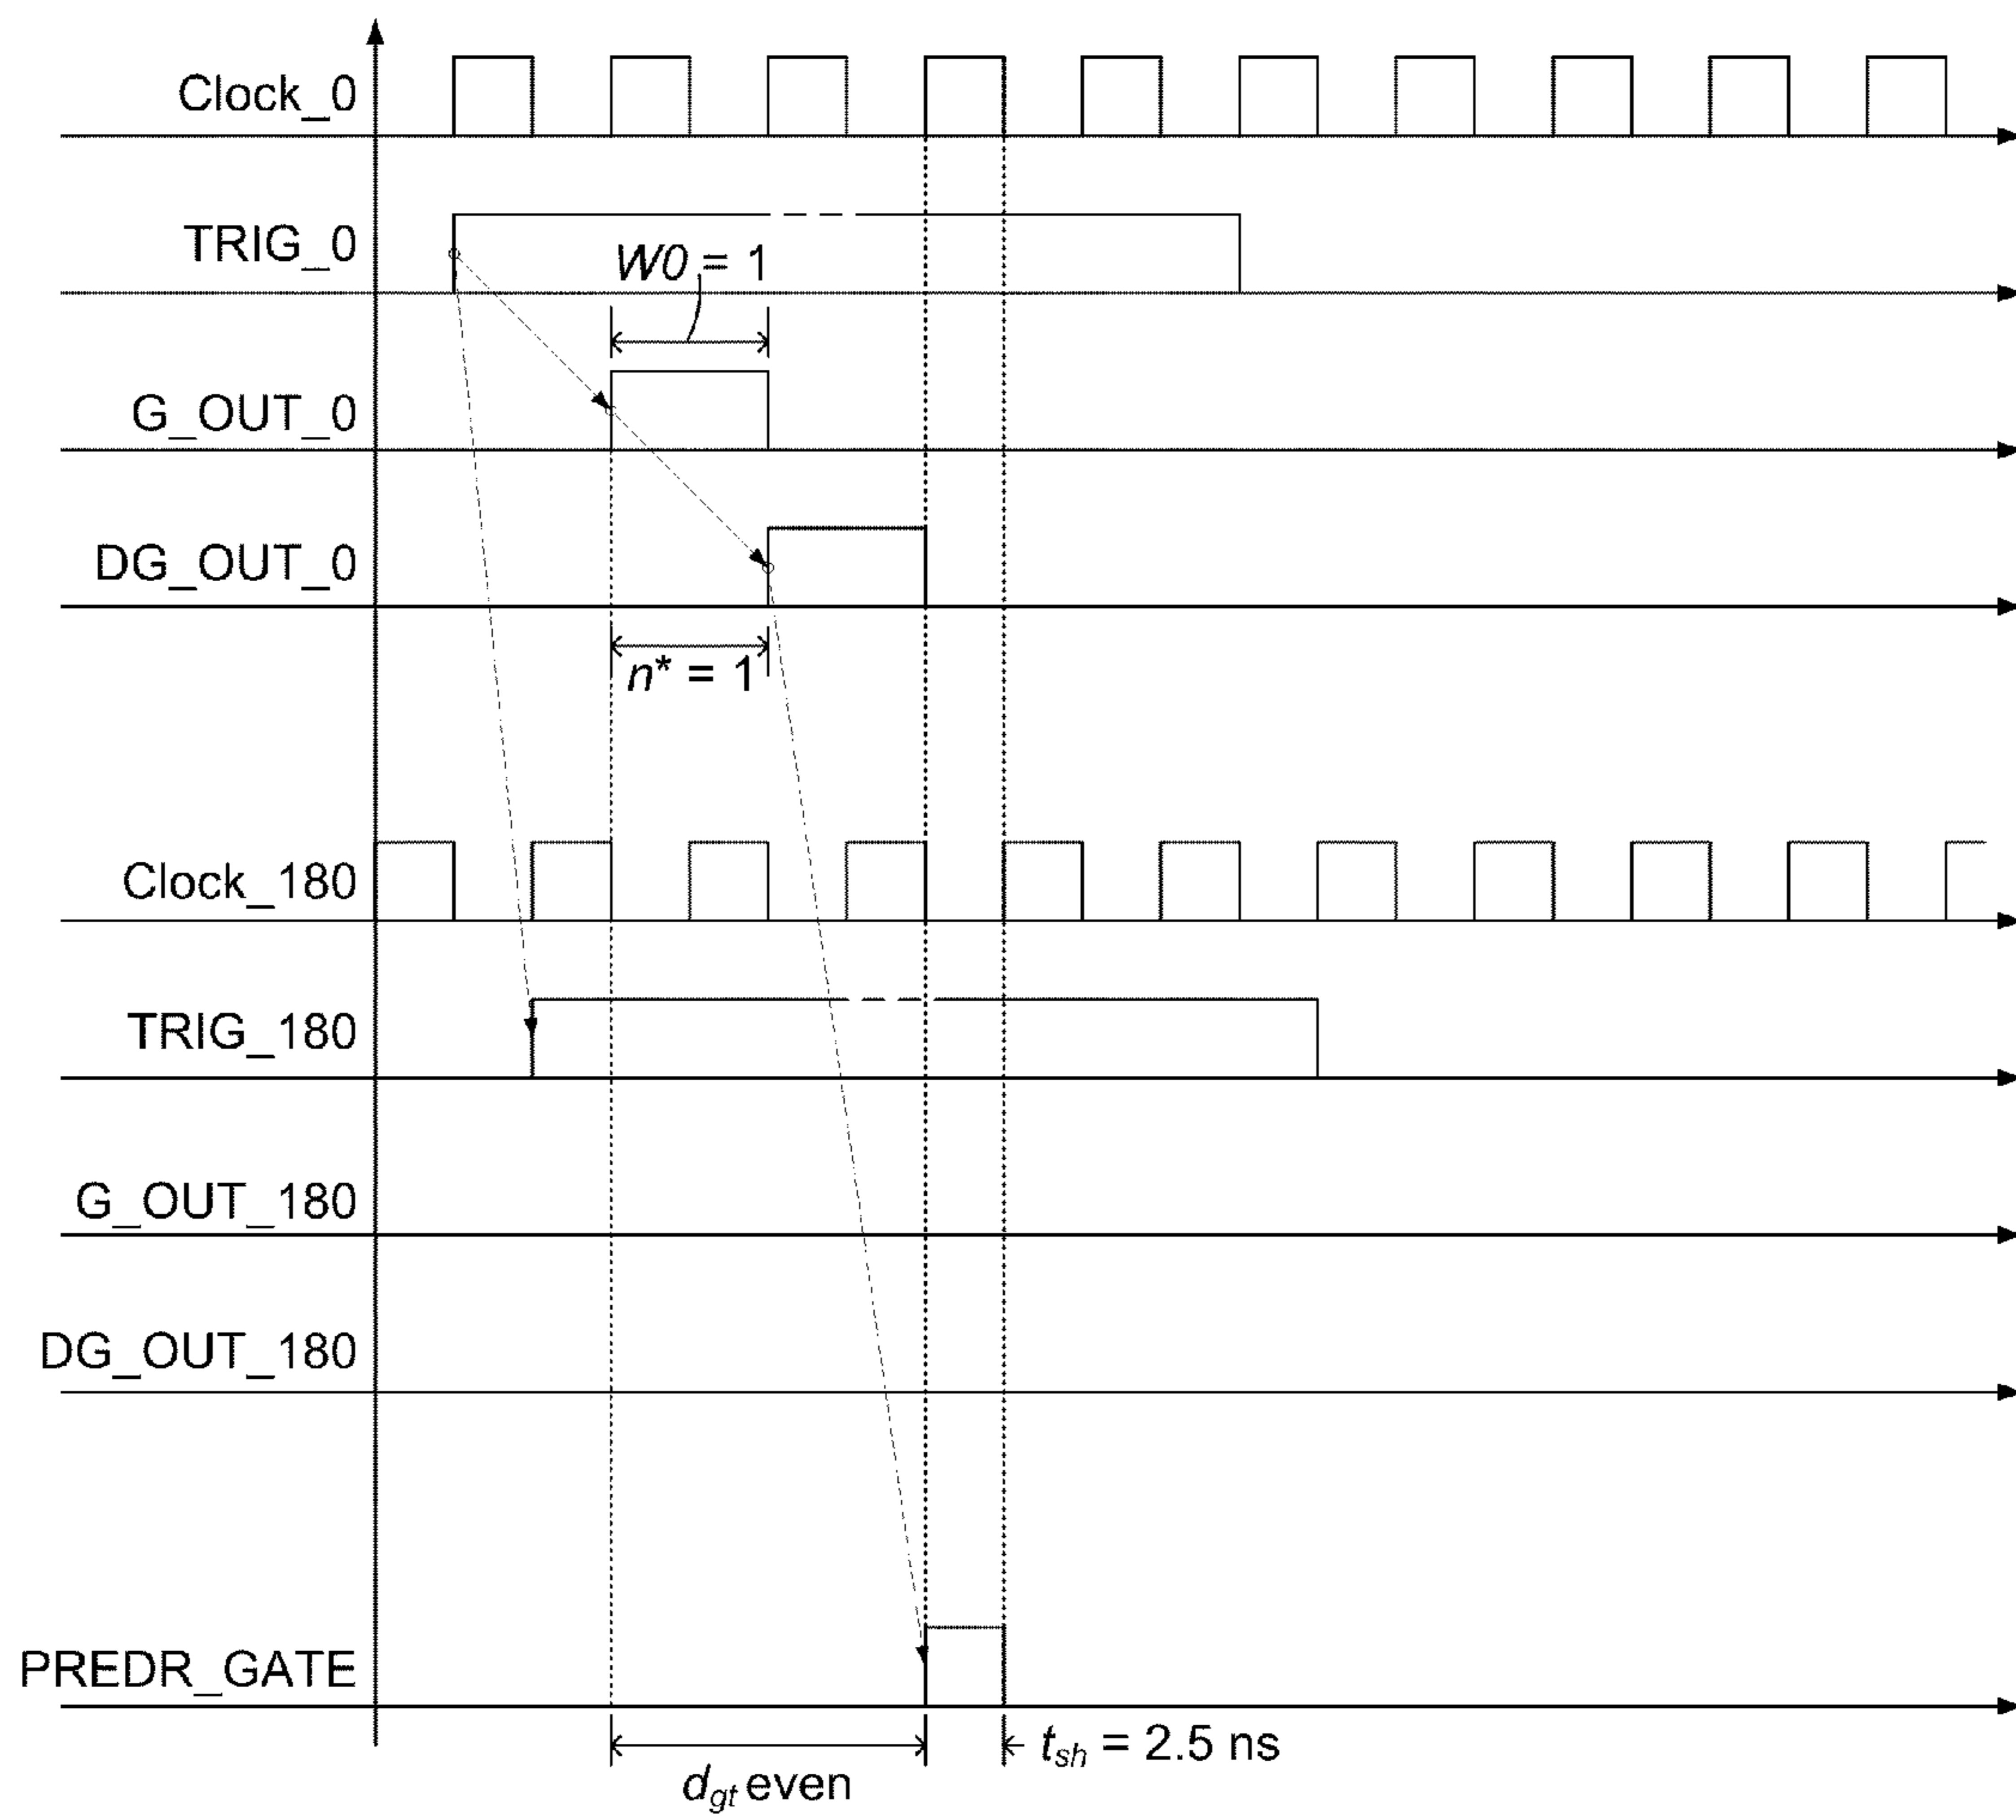 Clock_0
TRIG_0
W0 = 1
G_OUT_0
DG_OUT_0
n* = 1
Clock_180
TRIG_180
G_OUT_180
DG_OUT_180
PREDR_GATE
tsh = 2.5 ns
dgt even